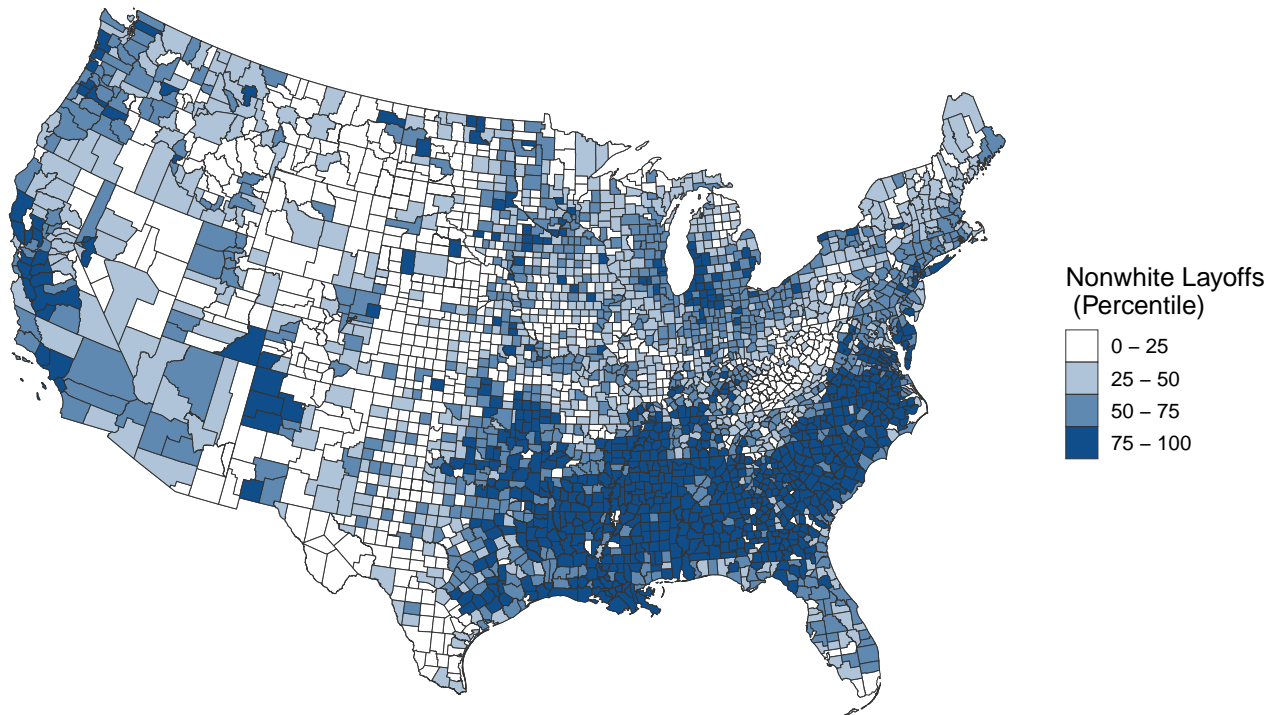 Nonwhite Layoffs
(Percentile)
0 – 25
25 – 50
50 – 75
75 – 100